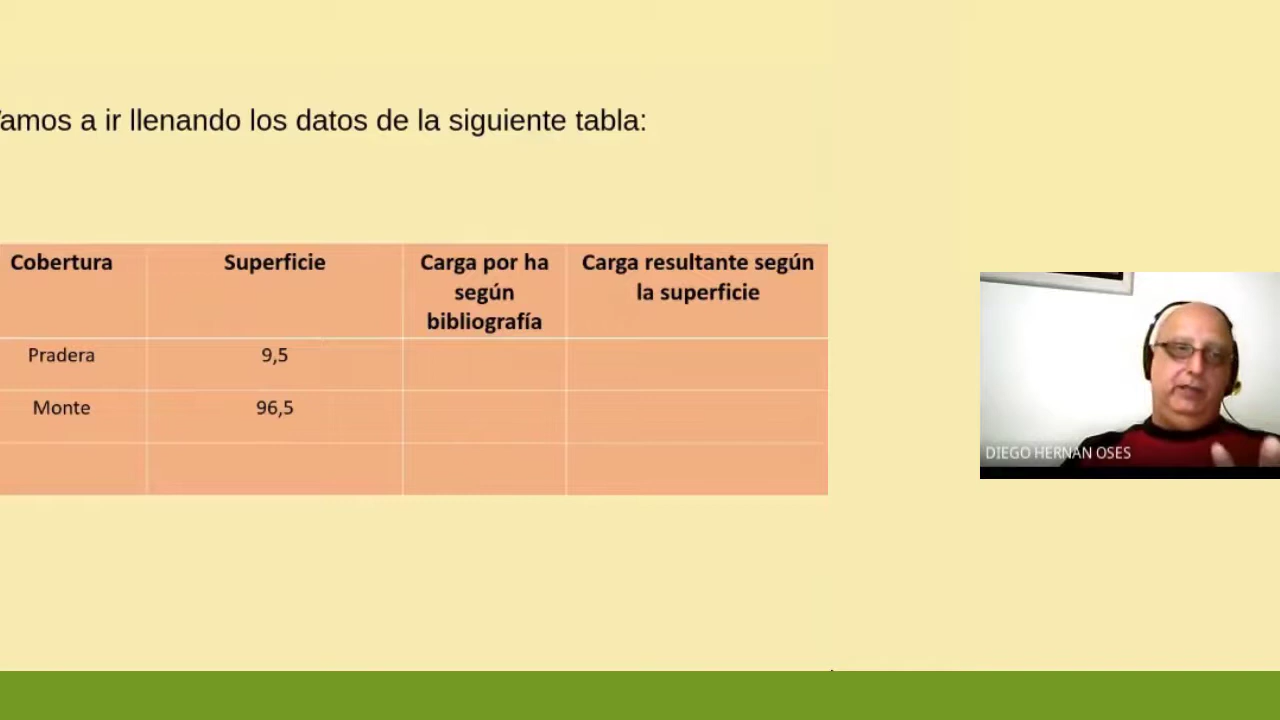 amos a ir llenando los datos de la siguiente tabla:
Cobertura Superficie Carga por ha según bibliografía Carga resultante según la superficie
Pradera 9,5
Monte 96,5
DIEGO HERNAN OSES